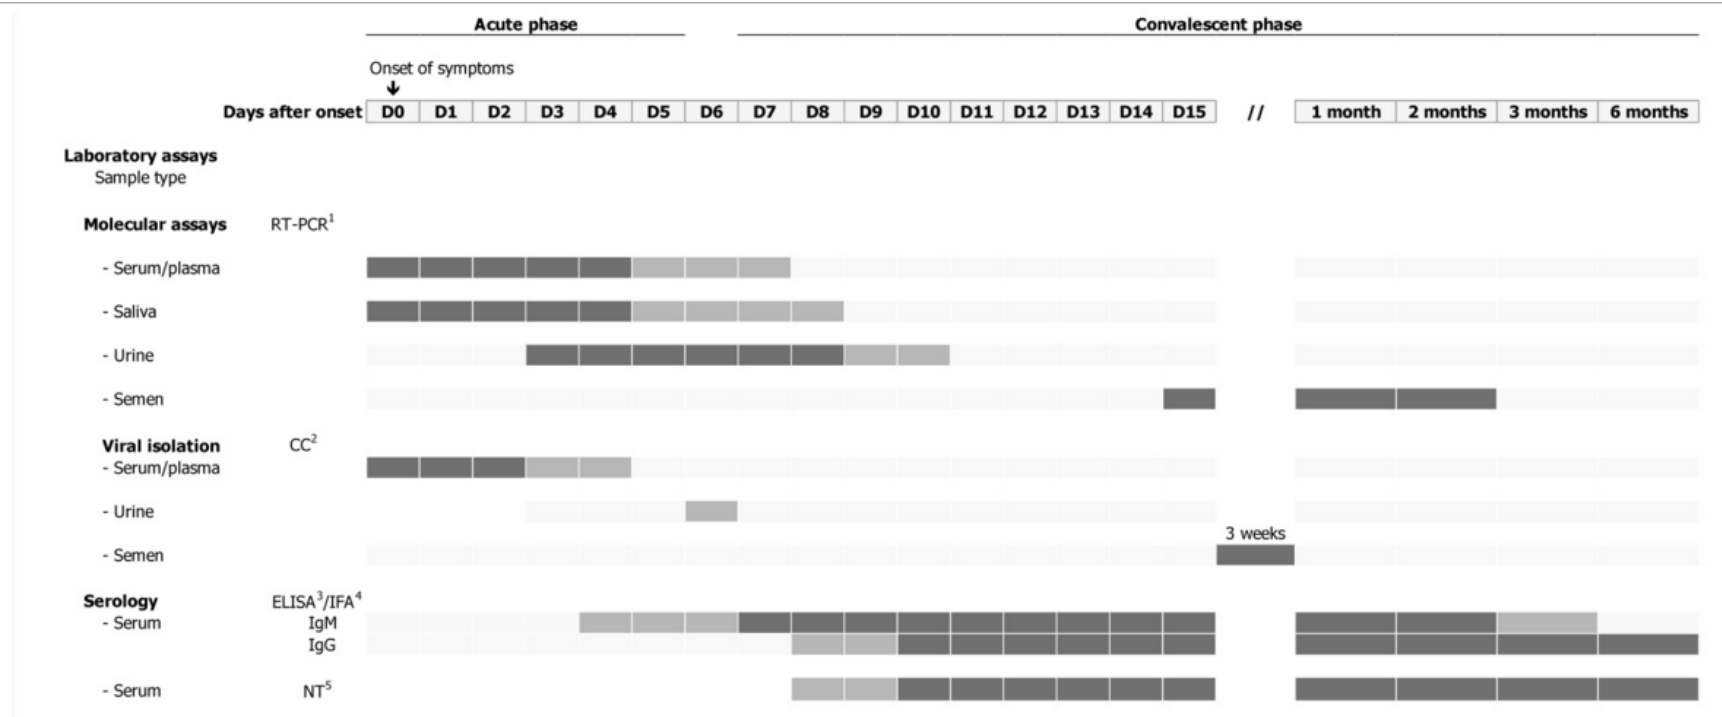 Acute phase Convalescent phase
Onset of symptoms
↓
Days after onset D0 D1 D2 D3 D4 D5 D6 D7 D8 D9 D10 D11 D12 D13 D14 D15 // 1 month 2 months 3 months 6 months
Laboratory assays
Sample type
Molecular assays RT-PCR¹
- Serum/plasma
- Saliva
- Urine
- Semen
Viral isolation CC²
- Serum/plasma
- Urine
3 weeks
- Semen
Serology ELISA³/IFA⁴
- Serum IgM
IgG
- Serum NT⁵